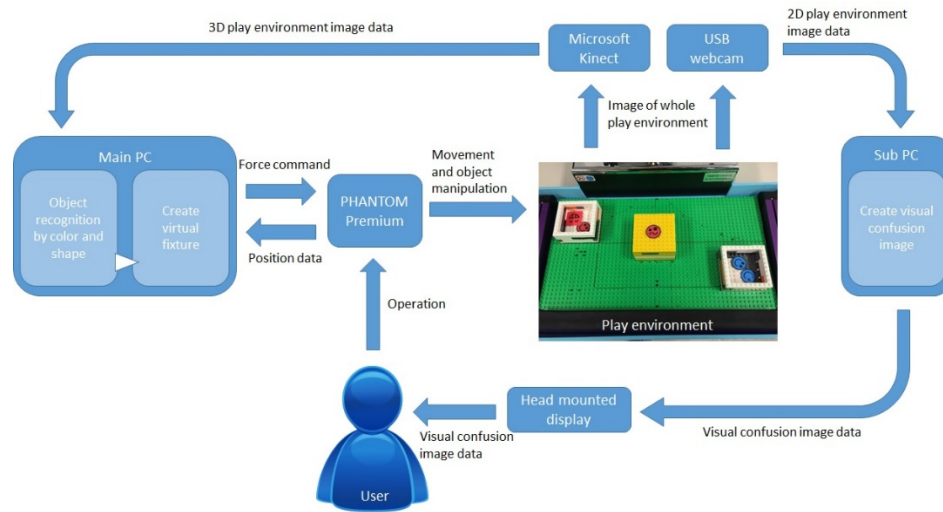 3D play environment image data
Microsoft
Kinect
USB
webcam
2D play environment
image data
Image of whole
play environment
Main PC
Object
recognition
by color and
shape
Create
virtual
fixture
Force command
Position data
PHANTOM
Premium
Movement
and object
manipulation
Play environment
Sub PC
Create visual
confusion
image
Operation
Head mounted
display
Visual confusion
image data
Visual confusion image data
User